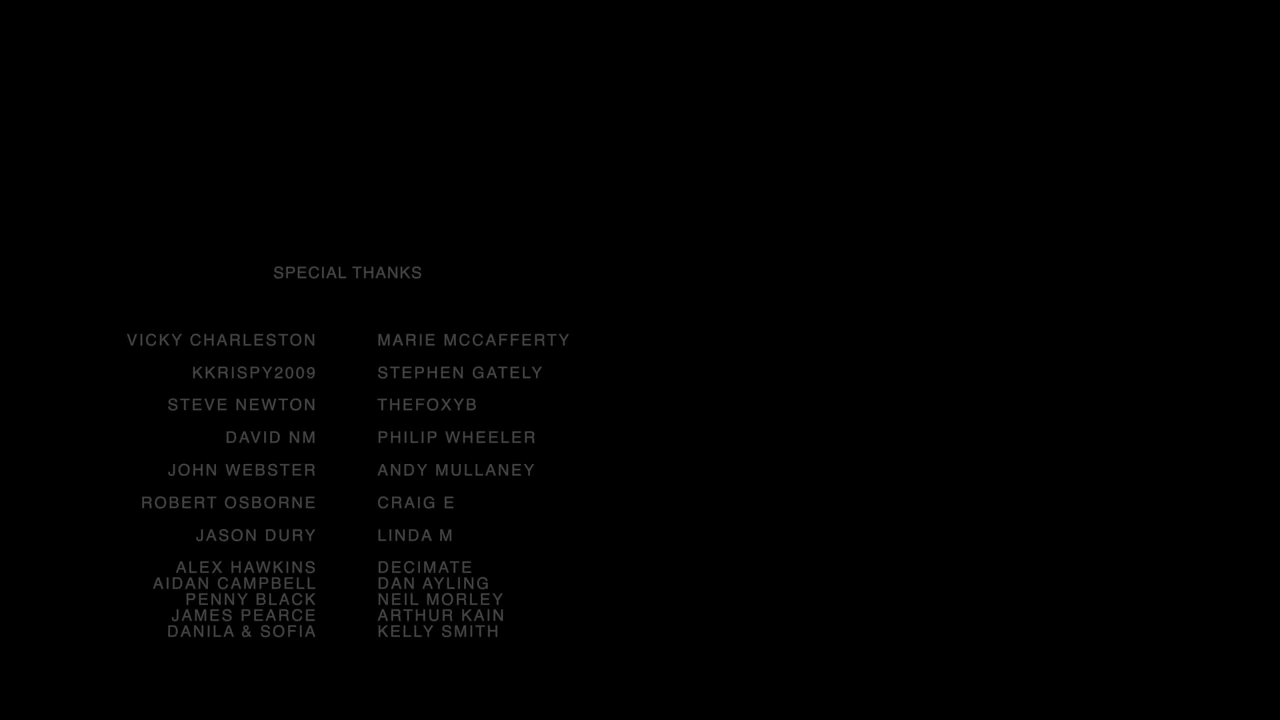 SPECIAL THANKS
VICKY CHARLESTON MARIE MCCAFFERTY
KKRISPY2009 STEPHEN GATELY
STEVE NEWTON THEFOXYB
DAVID NM PHILIP WHEELER
JOHN WEBSTER ANDY MULLANEY
ROBERT OSBORNE CRAIG E
JASON DURY LINDA M
ALEX HAWKINS DECIMATE
AIDAN CAMPBELL DAN AYLING
PENNY BLACK NEIL MORLEY
JAMES PEARCE ARTHUR KAIN
DANILA & SOFIA KELLY SMITH